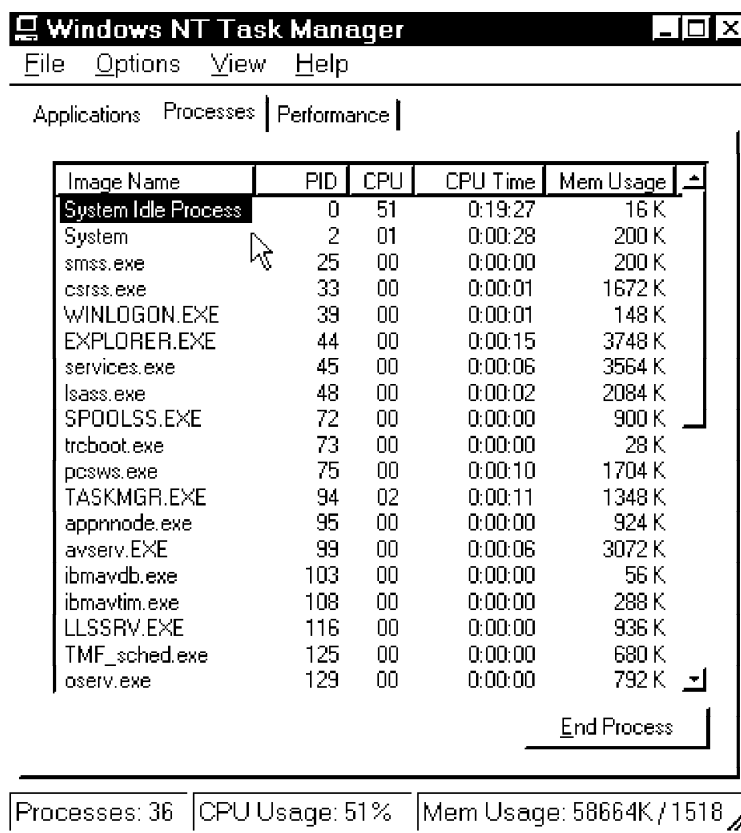 Windows NT Task Manager
File Options View Help
Applications Processes Performance
Image Name PID CPU CPU Time Mem Usage
System Idle Process 0 51 0:19:27 16 K
System 2 01 0:00:28 200 K
smss.exe 25 00 0:00:00 200 K
csrss.exe 33 00 0:00:01 1672 K
WINLOGON.EXE 39 00 0:00:01 148 K
EXPLORER.EXE 44 00 0:00:15 3748 K
services.exe 45 00 0:00:06 3564 K
lsass.exe 48 00 0:00:02 2084 K
SPOOLSS.EXE 72 00 0:00:00 900 K
trcboot.exe 73 00 0:00:00 28 K
pcsws.exe 75 00 0:00:10 1704 K
TASKMGR.EXE 94 02 0:00:11 1348 K
appnnode.exe 95 00 0:00:00 924 K
avserv.EXE 99 00 0:00:06 3072 K
ibmavdb.exe 103 00 0:00:00 56 K
ibmavtim.exe 108 00 0:00:00 288 K
LLSSRV.EXE 116 00 0:00:00 936 K
TMF_sched.exe 125 00 0:00:00 680 K
oserv.exe 129 00 0:00:00 792 K
End Process
Processes: 36 CPU Usage: 51% Mem Usage: 58664K / 1518